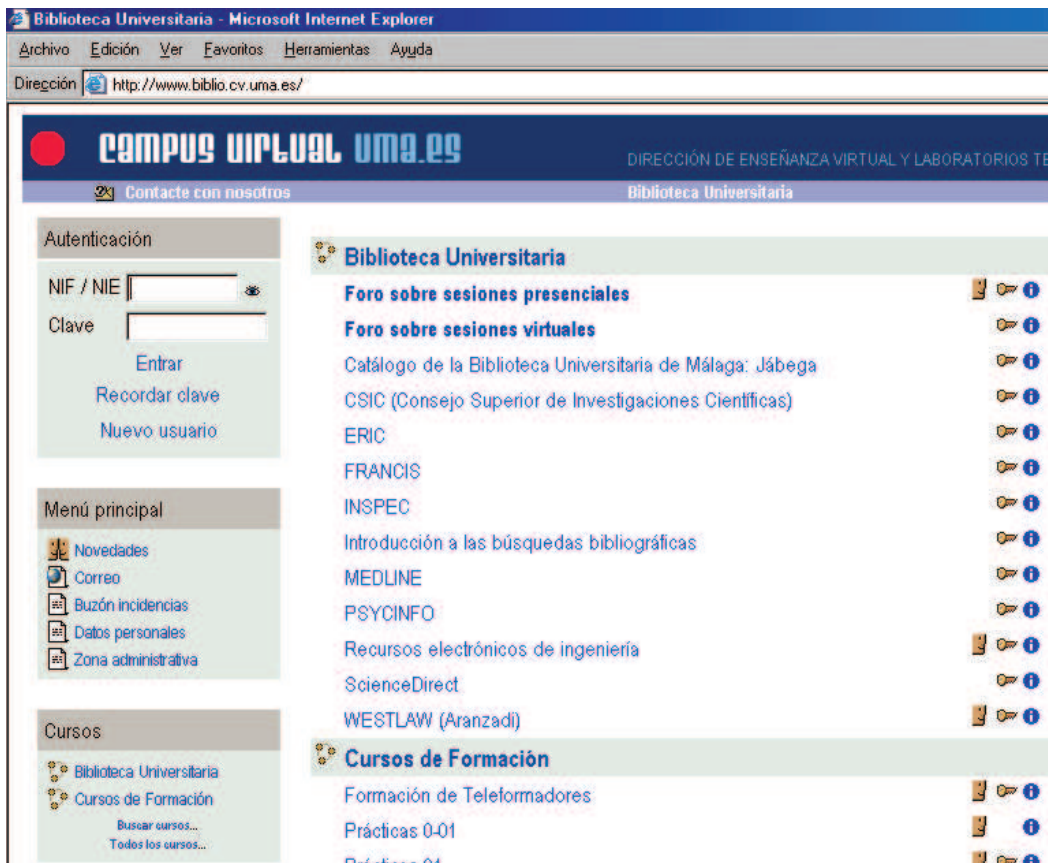 Biblioteca Universitaria - Microsoft Internet Explorer
Archivo Edición Ver Favoritos Herramientas Ayuda
Dirección http://www.biblio.cv.uma.es/
CAMPUS VIRTUAL UMA.ES
DIRECCIÓN DE ENSEÑANZA VIRTUAL Y LABORATORIOS TE
Contacte con nosotros Biblioteca Universitaria
Autenticación
NIF / NIE
Clave
Entrar
Recordar clave
Nuevo usuario
Menú principal
Novedades
Correo
Buzón incidencias
Datos personales
Zona administrativa
Cursos
Biblioteca Universitaria
Cursos de Formación
Buscar cursos...
Todos los cursos...
Biblioteca Universitaria
Foro sobre sesiones presenciales
Foro sobre sesiones virtuales
Catálogo de la Biblioteca Universitaria de Málaga: Jábega
CSIC (Consejo Superior de Investigaciones Científicas)
ERIC
FRANCIS
INSPEC
Introducción a las búsquedas bibliográficas
MEDLINE
PSYCINFO
Recursos electrónicos de ingeniería
ScienceDirect
WESTLAW (Aranzadi)
Cursos de Formación
Formación de Teleformadores
Prácticas 0-01